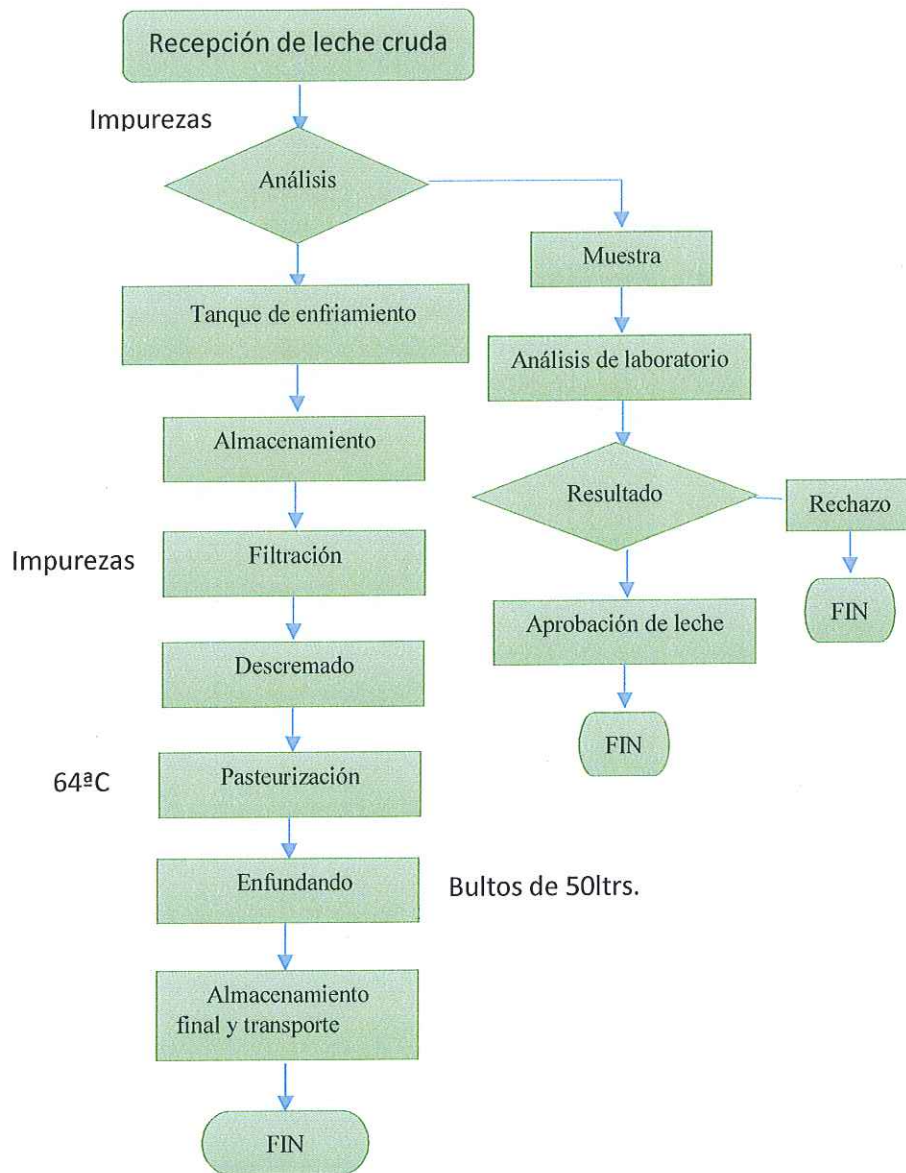 Recepción de leche cruda
Impurezas
Análisis
Muestra
Tanque de enfriamiento
Análisis de laboratorio
Almacenamiento
Resultado
Rechazo
Impurezas
Filtración
FIN
Aprobación de leche
Descremado
FIN
64ªC
Pasteurización
Enfundando
Bultos de 50ltrs.
Almacenamiento
final y transporte
FIN